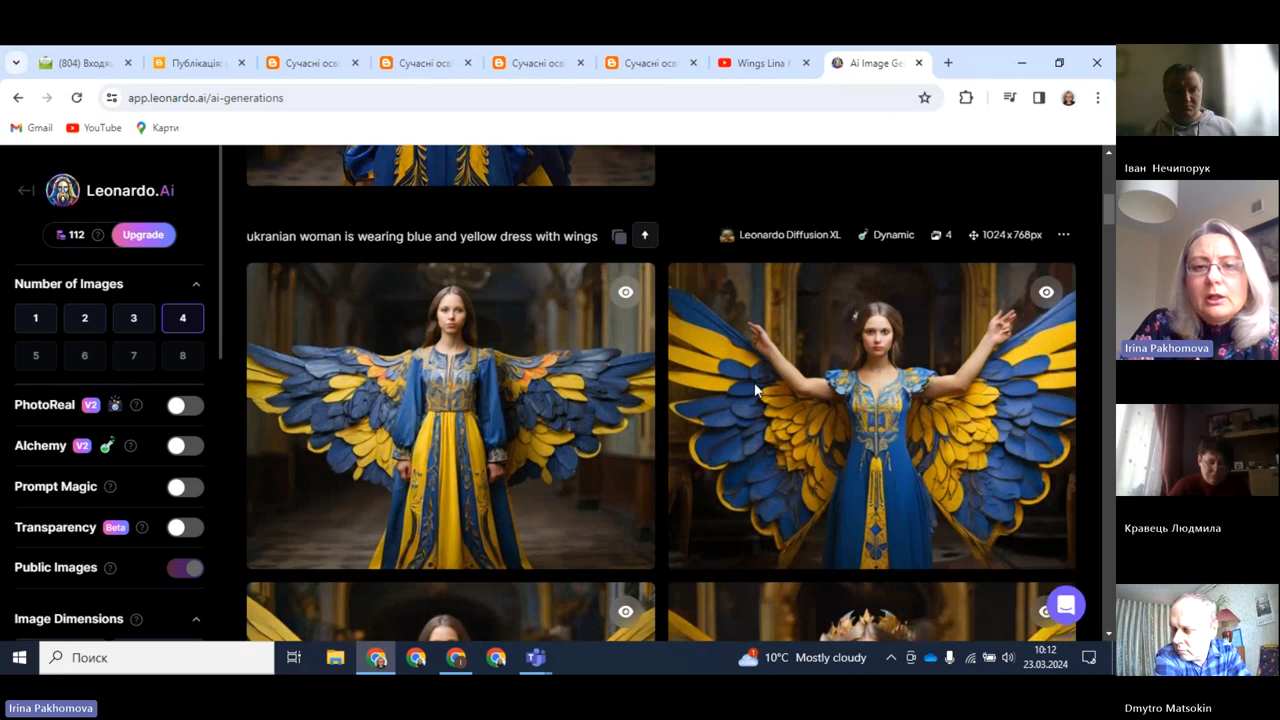 (804) Входящ
Публікація:
Сучасні осв
Сучасні осв
Сучасні осв
Сучасні осв
Wings Lina
Ai Image Ge
app.leonardo.ai/ai-generations
Gmail
YouTube
Карти
Leonardo.Ai
112
Upgrade
Number of Images
1 2 3 4
5 6 7 8
PhotoReal V2
Alchemy V2
Prompt Magic
Transparency Beta
Public Images
Image Dimensions
ukranian woman is wearing blue and yellow dress with wings
Leonardo Diffusion XL
Dynamic
4
1024 x 768px
Поиск
1
10°C Mostly cloudy
10:12
23.03.2024
Іван Нечипорук
Irina Pakhomova
Кравець Людмила
Dmytro Matsokin
Irina Pakhomova